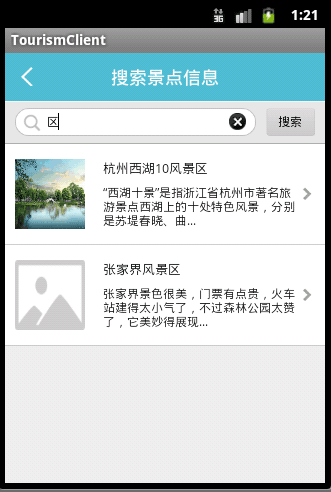 3G 1:21
TourismClient
搜索景点信息
区 搜索
杭州西湖10风景区
“西湖十景”是指浙江省杭州市著名旅
游景点西湖上的十处特色风景，分别
是苏堤春晓、曲...
张家界风景区
张家界景色很美，门票有点贵，火车
站建得太小气了，不过森林公园太赞
了，它美妙得展现...